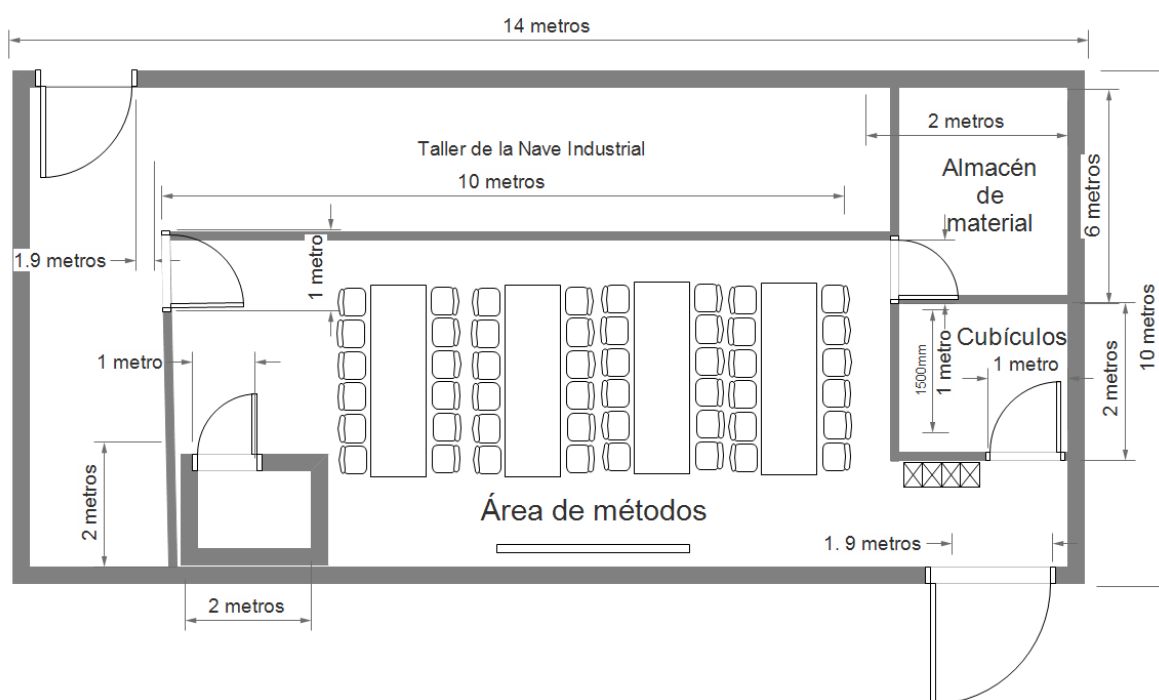 14 metros
2 metros
Taller de la Nave Industrial
10 metros
Almacén
de
material
6 metros
1.9 metros
1 metro
10 metros
Cubículos
1 metro
1 metro
1500mm
1 metro
2 metros
2 metros
Área de métodos
1. 9 metros
2 metros